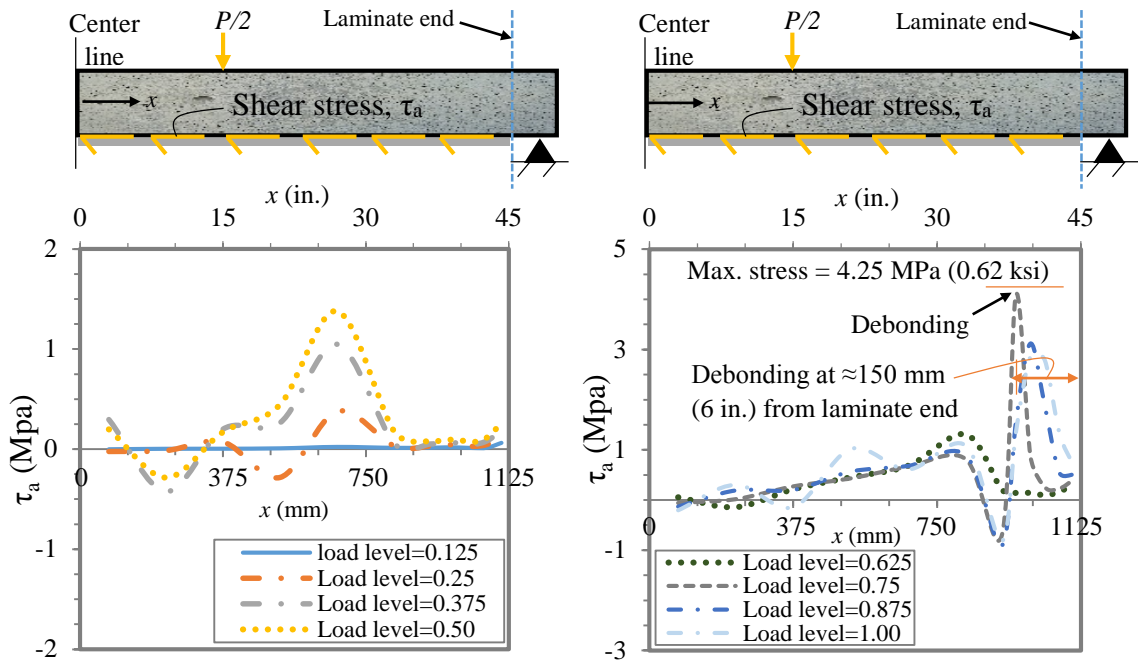 Center
line
P/2
Laminate end
x
Shear stress, τa
x (in.)
0 15 30 45
2
1
0
-1
-2
τa (Mpa)
0 375 750 1125
x (mm)
load level=0.125
Load level=0.25
Load level=0.375
Load level=0.50
Center
line
P/2
Laminate end
x
Shear stress, τa
x (in.)
0 15 30 45
5
3
1
-1
-3
τa (Mpa)
Max. stress = 4.25 MPa (0.62 ksi)
Debonding
Debonding at ≈150 mm
(6 in.) from laminate end
0 375 750 1125
x (mm)
Load level=0.625
Load level=0.75
Load level=0.875
Load level=1.00